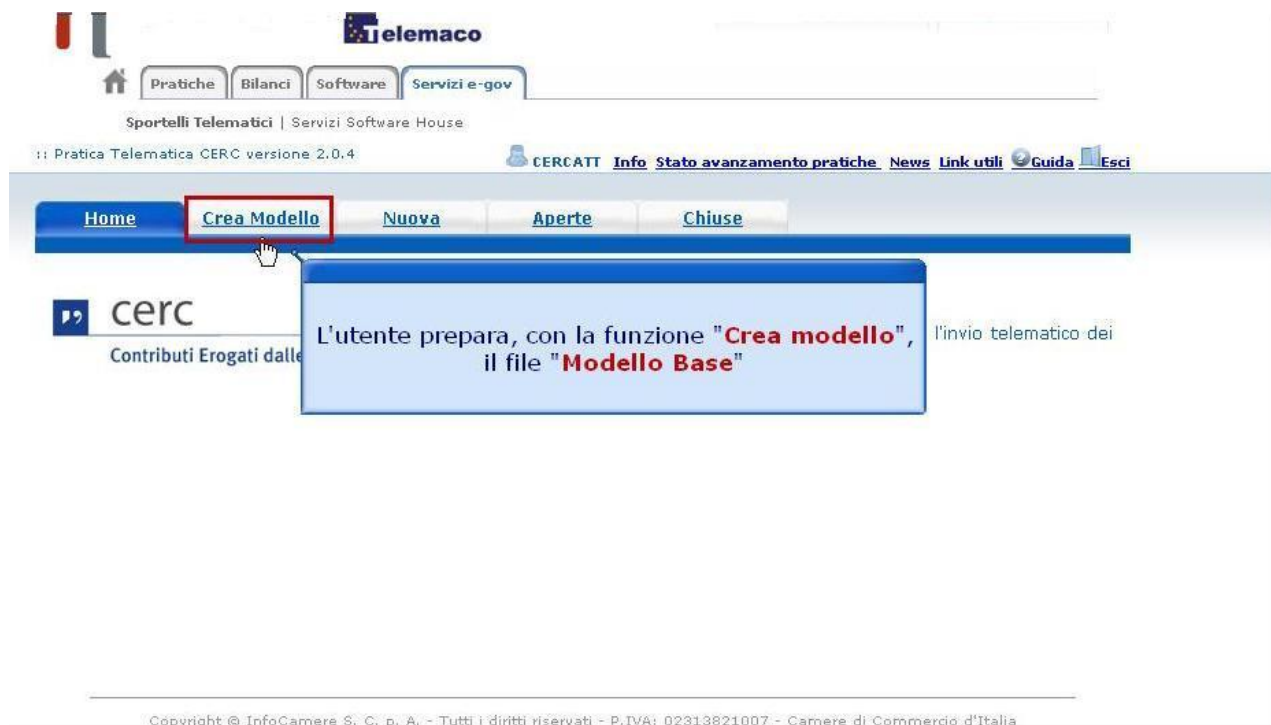 Telemaco
Pratiche Bilanci Software Servizi e-gov
Sportelli Telematici | Servizi Software House
:: Pratica Telematica CERC versione 2.0.4 CERCATT Info Stato avanzamento pratiche News Link utili Guida Esci
Home Crea Modello Nuova Aperte Chiuse
cerc
Contributi Erogati dalle
L'utente prepara, con la funzione "Crea modello",
il file "Modello Base"
l'invio telematico dei
Copyright © InfoCamere S. C. p. A. - Tutti i diritti riservati - P.IVA: 02313821007 - Camere di Commercio d'Italia